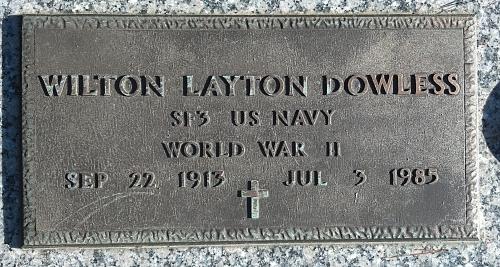 WILTON LAYTON DOWLESS
SF3 US NAVY
WORLD WAR II
SEP 22 1913 JUL 3 1985